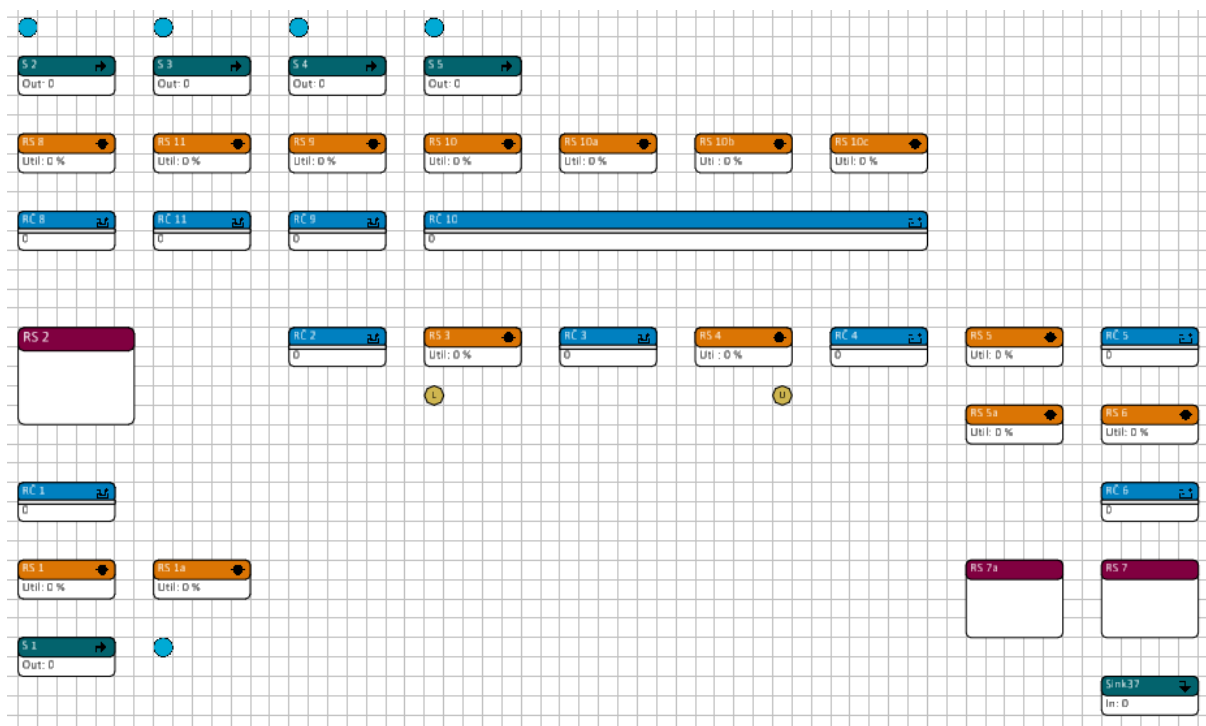 S 2 S 3 S 4 S 5
Out: 0 Out: 0 Out: 0 Out: 0
RS 8 RS 11 RS 9 RS 10 RS 10a RS 10b RS 10c
Util: 0 % Util: 0 % Util: 0 % Util: 0 % Util: 0 % Uti : 0 % Util: 0 %
RČ 8 RČ 11 RČ 9 RČ 10
0 0 0 0
RS 2 RČ 2 RS 3 RČ 3 RS 4 RČ 4 RS 5 RČ 5
0 Util: 0 % 0 Uti : 0 % 0 Util: 0 % 0
L U
RS 5a RS 6
Util: 0 % Util: 0 %
RČ 1 RČ 6
0 0
RS 1 RS 1a RS 7a RS 7
Util: 0 % Util: 0 %
S 1
Out: 0
Sink37
In: 0